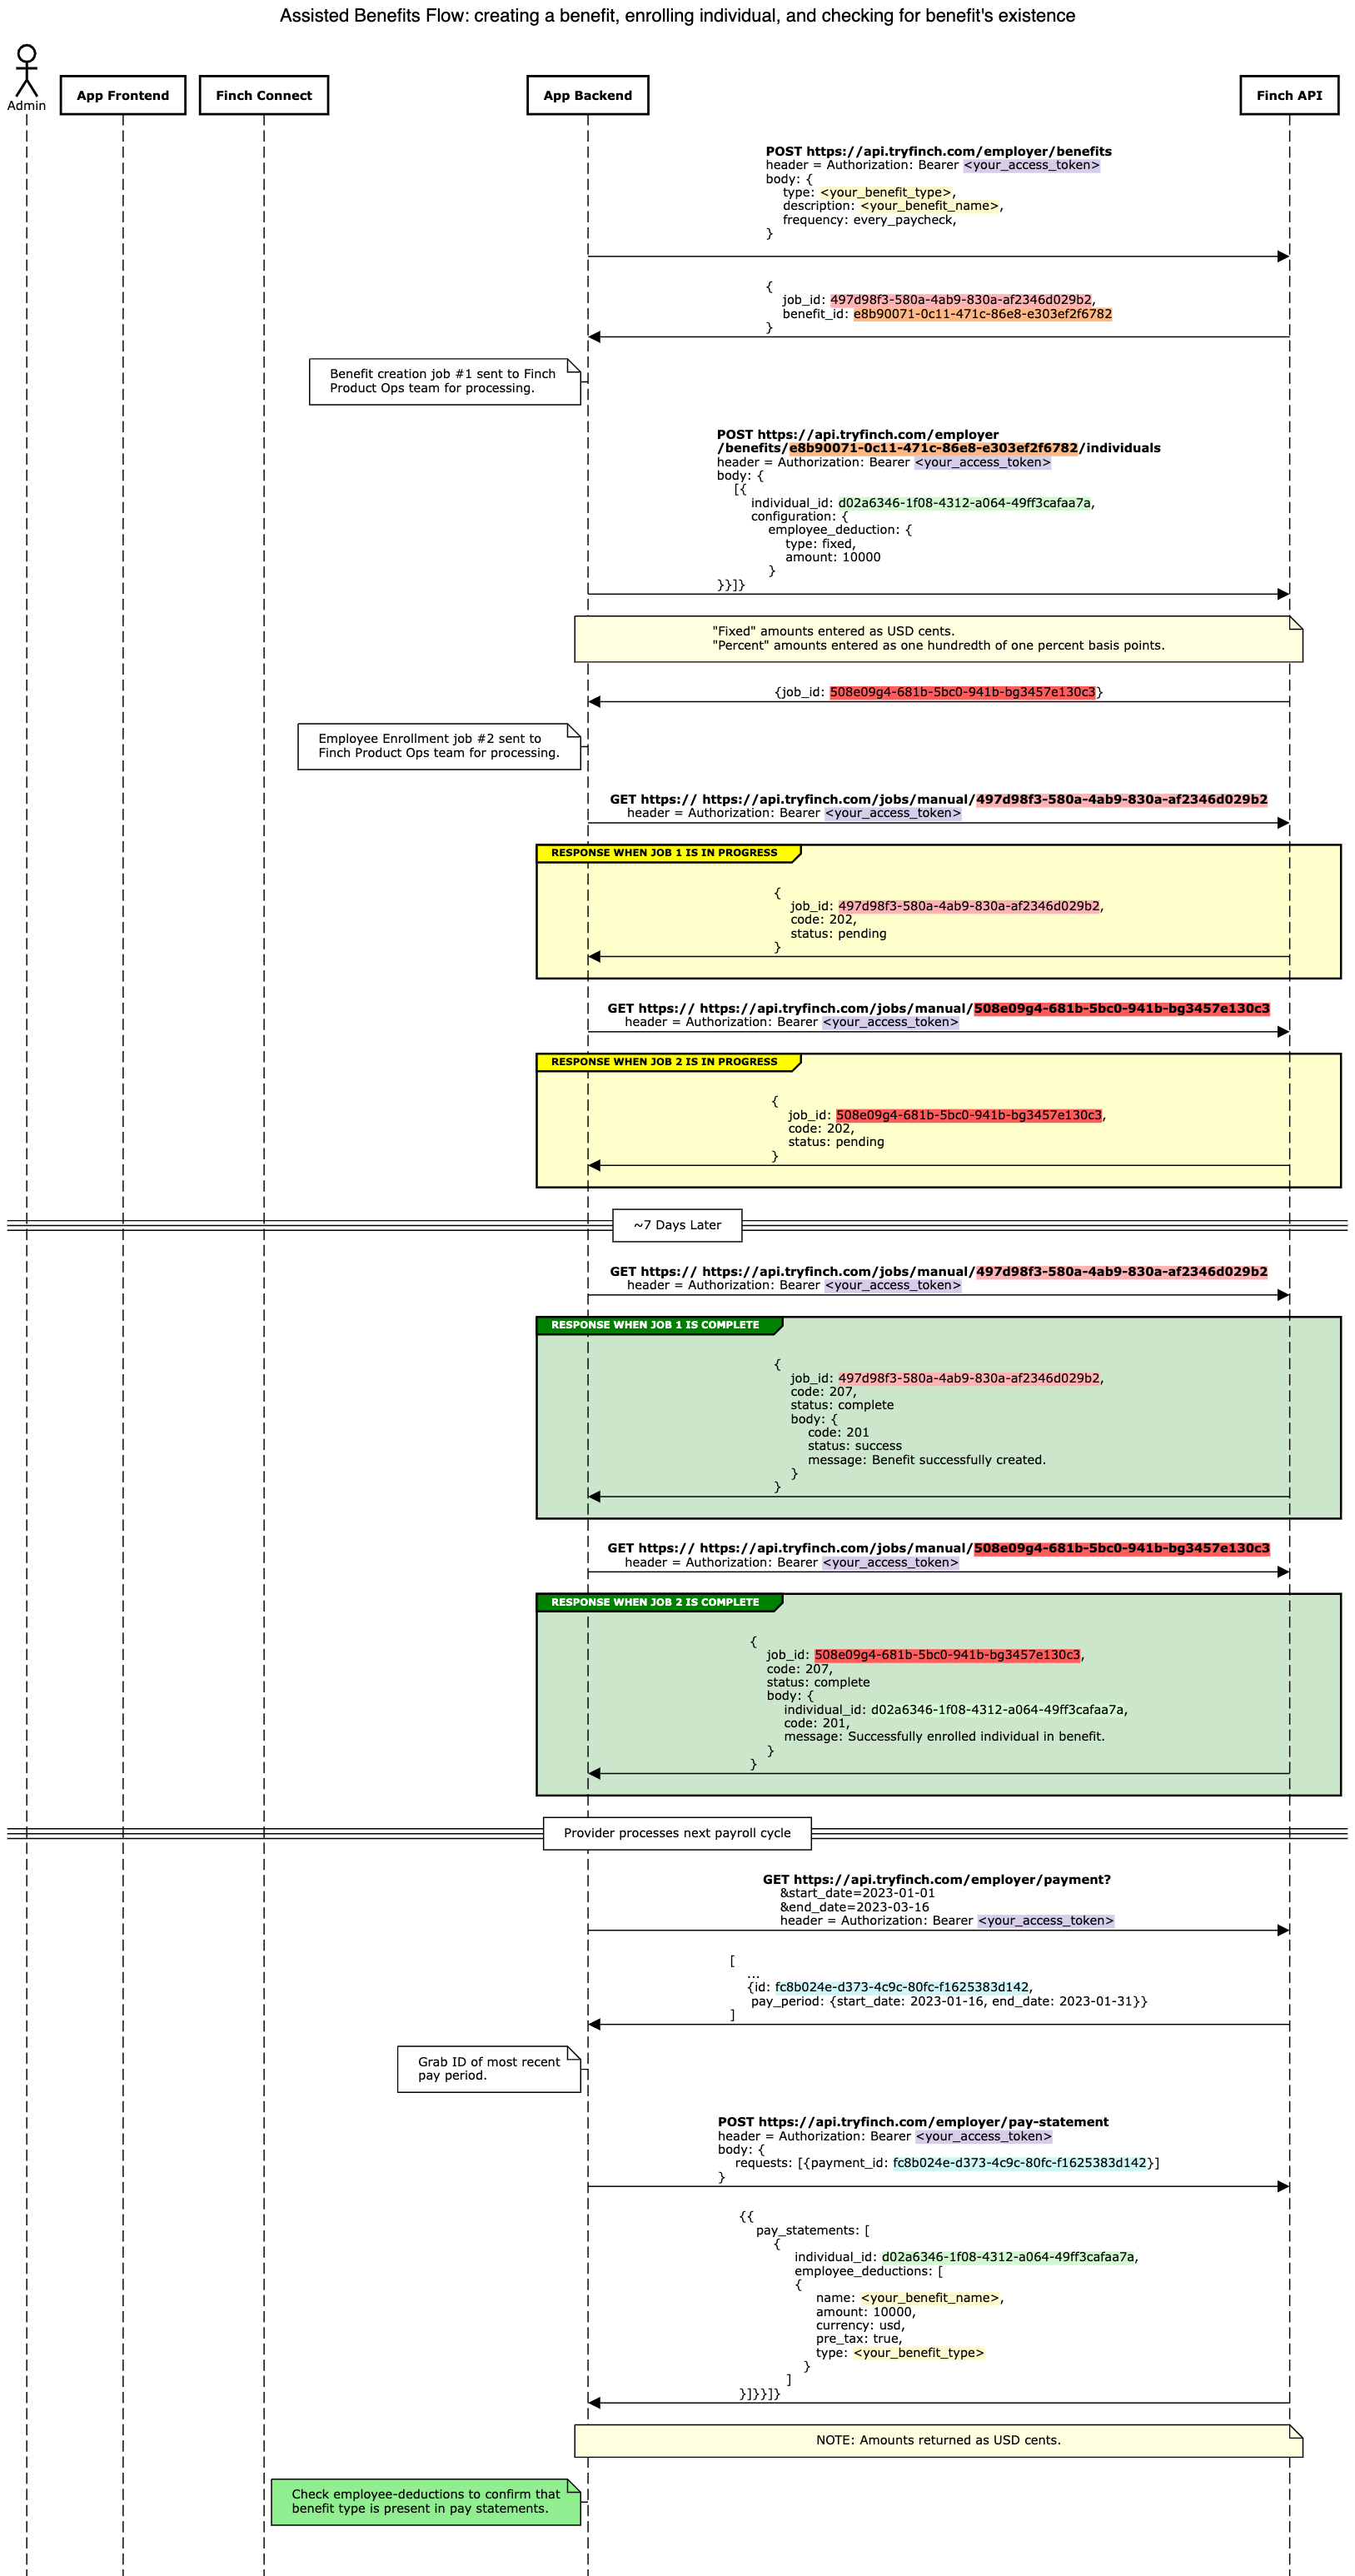 Assisted Benefits Flow: creating a benefit, enrolling individual, and checking for benefit's existence
Admin
App Frontend
Finch Connect
App Backend
Finch API
POST https://api.tryfinch.com/employer/benefits
header = Authorization: Bearer <your_access_token>
body: {
type: <your_benefit_type>,
description: <your_benefit_name>,
frequency: every_paycheck,
}
{
job_id: 497d98f3-580a-4ab9-830a-af2346d029b2,
benefit_id: e8b90071-0c11-471c-86e8-e303ef2f6782
}
Benefit creation job #1 sent to Finch
Product Ops team for processing.
POST https://api.tryfinch.com/employer
/benefits/e8b90071-0c11-471c-86e8-e303ef2f6782/individuals
header = Authorization: Bearer <your_access_token>
body: {
[{
individual_id: d02a6346-1f08-4312-a064-49ff3cafaa7a,
configuration: {
employee_deduction: {
type: fixed,
amount: 10000
}
}}]}
"Fixed" amounts entered as USD cents.
"Percent" amounts entered as one hundredth of one percent basis points.
{job_id: 508e09g4-681b-5bc0-941b-bg3457e130c3}
Employee Enrollment job #2 sent to
Finch Product Ops team for processing.
GET https:// https://api.tryfinch.com/jobs/manual/497d98f3-580a-4ab9-830a-af2346d029b2
header = Authorization: Bearer <your_access_token>
RESPONSE WHEN JOB 1 IS IN PROGRESS
{
job_id: 497d98f3-580a-4ab9-830a-af2346d029b2,
code: 202,
status: pending
}
GET https:// https://api.tryfinch.com/jobs/manual/508e09g4-681b-5bc0-941b-bg3457e130c3
header = Authorization: Bearer <your_access_token>
RESPONSE WHEN JOB 2 IS IN PROGRESS
{
job_id: 508e09g4-681b-5bc0-941b-bg3457e130c3,
code: 202,
status: pending
}
~7 Days Later
GET https:// https://api.tryfinch.com/jobs/manual/497d98f3-580a-4ab9-830a-af2346d029b2
header = Authorization: Bearer <your_access_token>
RESPONSE WHEN JOB 1 IS COMPLETE
{
job_id: 497d98f3-580a-4ab9-830a-af2346d029b2,
code: 207,
status: complete
body: {
code: 201
status: success
message: Benefit successfully created.
}
}
GET https:// https://api.tryfinch.com/jobs/manual/508e09g4-681b-5bc0-941b-bg3457e130c3
header = Authorization: Bearer <your_access_token>
RESPONSE WHEN JOB 2 IS COMPLETE
{
job_id: 508e09g4-681b-5bc0-941b-bg3457e130c3,
code: 207,
status: complete
body: {
individual_id: d02a6346-1f08-4312-a064-49ff3cafaa7a,
code: 201,
message: Successfully enrolled individual in benefit.
}
}
Provider processes next payroll cycle
GET https://api.tryfinch.com/employer/payment?
&start_date=2023-01-01
&end_date=2023-03-16
header = Authorization: Bearer <your_access_token>
[
...
{id: fc8b024e-d373-4c9c-80fc-f1625383d142,
pay_period: {start_date: 2023-01-16, end_date: 2023-01-31}}
]
Grab ID of most recent
pay period.
POST https://api.tryfinch.com/employer/pay-statement
header = Authorization: Bearer <your_access_token>
body: {
requests: [{payment_id: fc8b024e-d373-4c9c-80fc-f1625383d142}]
}
{{
pay_statements: [
{
individual_id: d02a6346-1f08-4312-a064-49ff3cafaa7a,
employee_deductions: [
{
name: <your_benefit_name>,
amount: 10000,
currency: usd,
pre_tax: true,
type: <your_benefit_type>
}
]
}]}}]}
NOTE: Amounts returned as USD cents.
Check employee-deductions to confirm that
benefit type is present in pay statements.